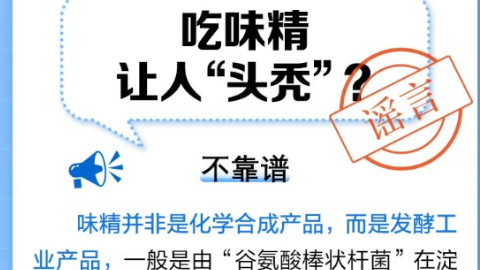 吃味精
让人“头秃”？
谣言
不靠谱
味精并非是化学合成产品，而是发酵工
业产品，一般是由“谷氨酸棒状杆菌”在淀